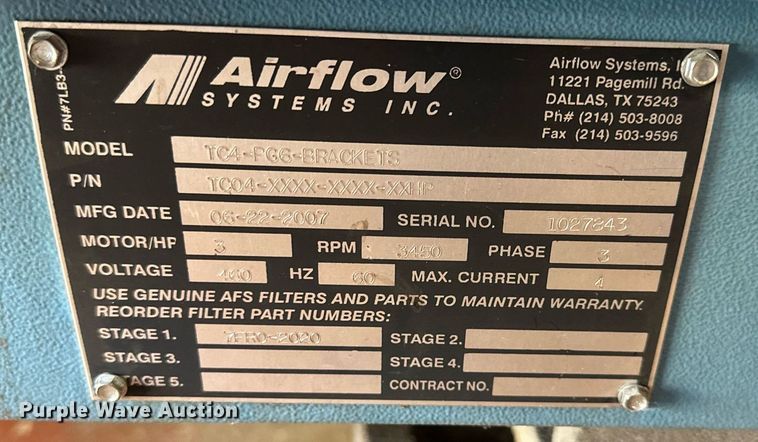 Airflow®
SYSTEMS INC.
Airflow Systems,
11221 Pagemill Rd.
DALLAS, TX 75243
Ph# (214) 503-8008
Fax (214) 503-9596
PN#7LB3-
MODEL TC4-PG6-BRACKETS
P/N TC04-XXXX-XXXX-XXHP
MFG DATE 06-22-2007 SERIAL NO. 1027843
MOTOR/HP 3 RPM 3450 PHASE 3
VOLTAGE 460 HZ 60 MAX. CURRENT 4
USE GENUINE AFS FILTERS AND PARTS TO MAINTAIN WARRANTY.
REORDER FILTER PART NUMBERS:
STAGE 1. STAGE 2.
STAGE 3. STAGE 4.
STAGE 5. CONTRACT NO.
Purple Wave Auction